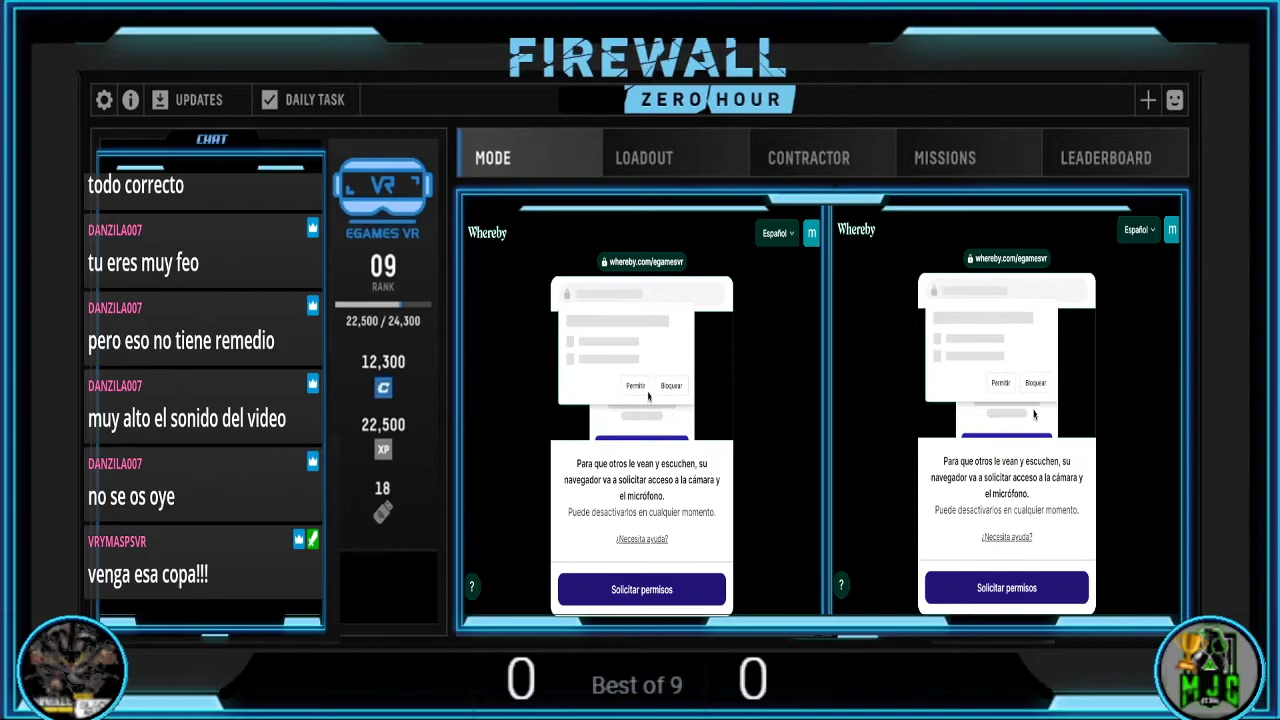 FIREWALL
ZERO HOUR
UPDATES
DAILY TASK
CHAT
todo correcto
DANZILA007
tu eres muy feo
DANZILA007
pero eso no tiene remedio
DANZILA007
muy alto el sonido del video
DANZILA007
no se os oye
VRYMASPSVR
venga esa copa!!!
VR
EGAMES VR
09
RANK
22,500 / 24,300
12,300
C
22,500
XP
18
MODE
LOADOUT
CONTRACTOR
MISSIONS
LEADERBOARD
Whereby
Español
m
whereby.com/egamesvr
Permitir
Bloquear
Para que otros le vean y escuchen, su
navegador va a solicitar acceso a la cámara y
el micrófono.
Puede desactivarlos en cualquier momento.
¿Necesita ayuda?
?
Solicitar permisos
Whereby
Español
m
whereby.com/egamesvr
Permitir
Bloquear
Para que otros le vean y escuchen, su
navegador va a solicitar acceso a la cámara y
el micrófono.
Puede desactivarlos en cualquier momento.
¿Necesita ayuda?
?
Solicitar permisos
0
Best of 9
0
MJC